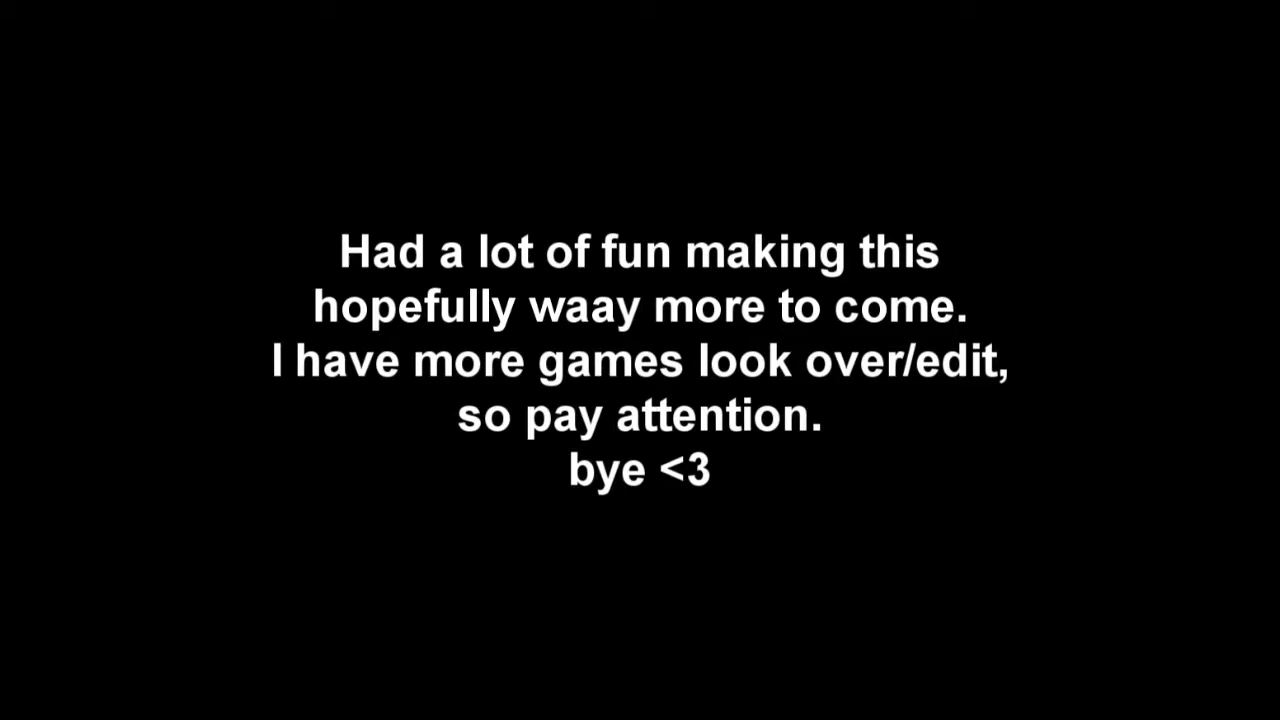 Had a lot of fun making this
hopefully waay more to come.
I have more games look over/edit,
so pay attention.
bye <3